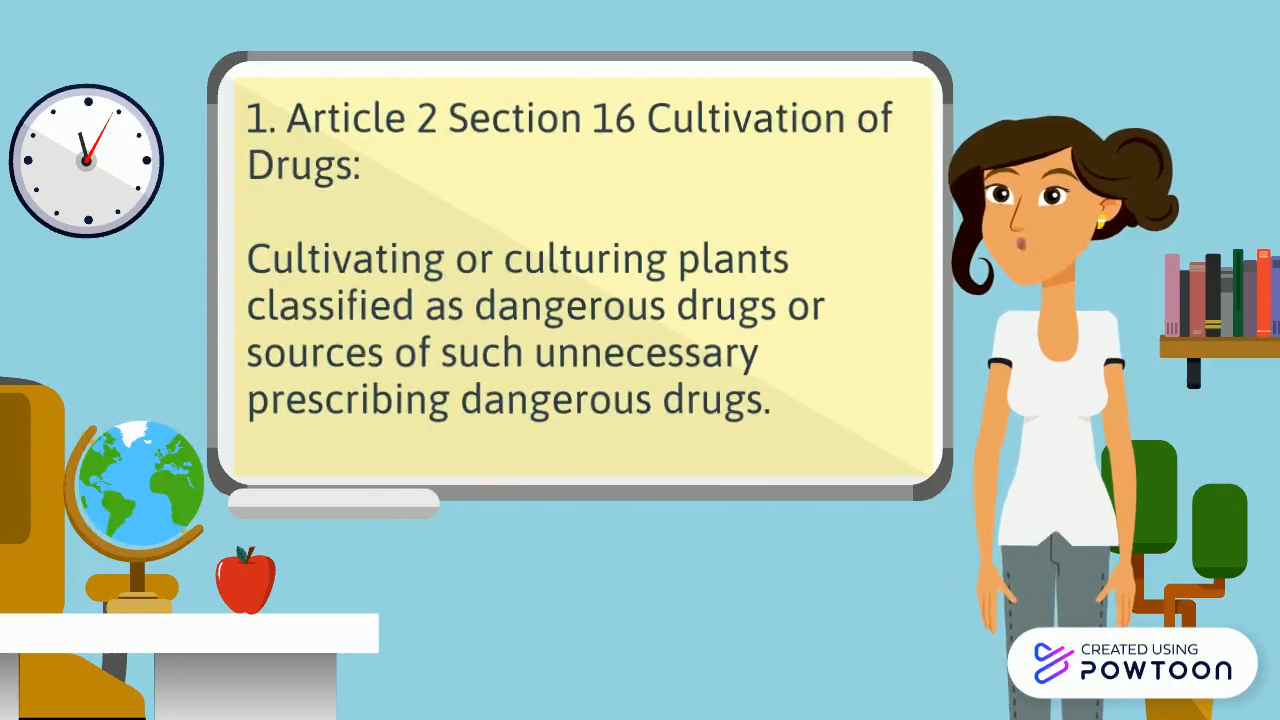 1. Article 2 Section 16 Cultivation of
Drugs:
Cultivating or culturing plants
classified as dangerous drugs or
sources of such unnecessary
prescribing dangerous drugs.
CREATED USING
POWTOON